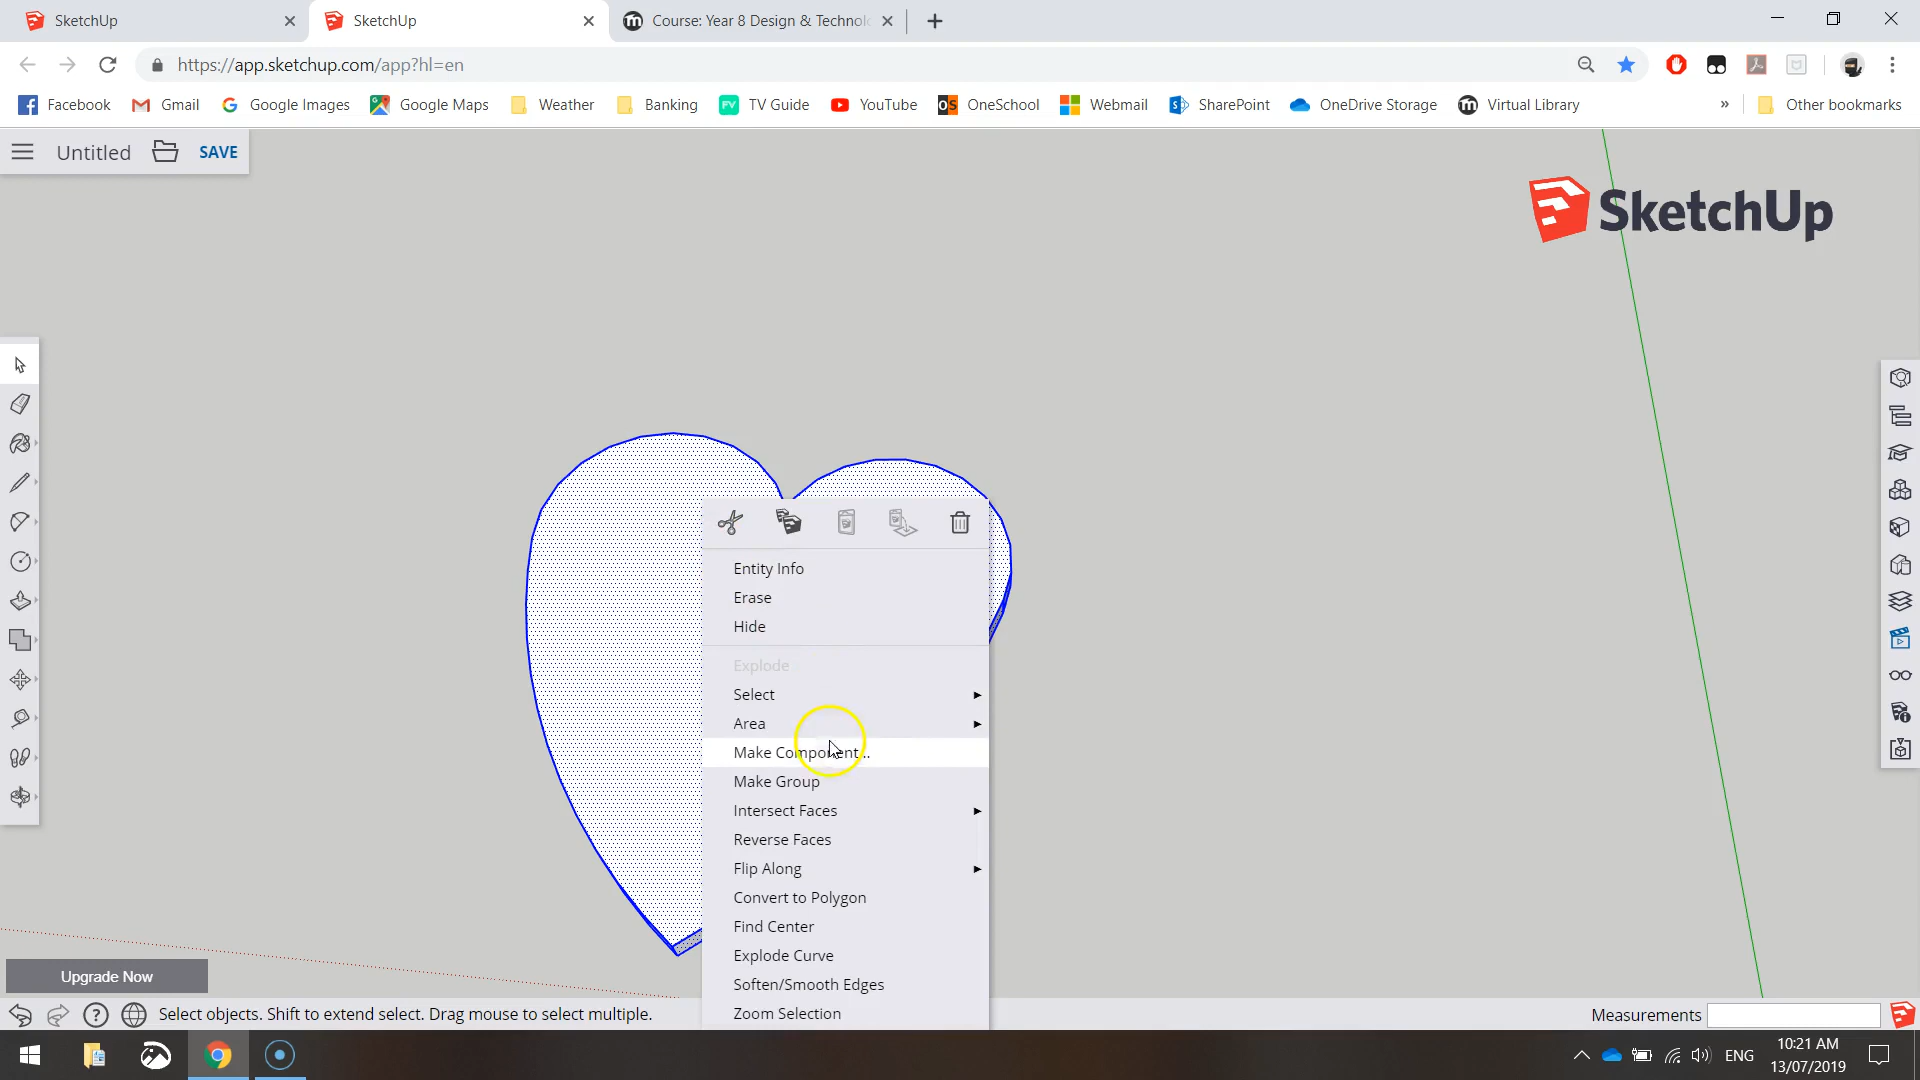 SketchUp
SketchUp
Course: Year 8 Design & Technol
https://app.sketchup.com/app?hl=en
Facebook
Gmail
Google Images
Google Maps
Weather
Banking
TV Guide
YouTube
OneSchool
Webmail
SharePoint
OneDrive Storage
Virtual Library
»
Other bookmarks
Untitled
SAVE
SketchUp
Entity Info
Erase
Hide
Explode
Select
Area
Make Component...
Make Group
Intersect Faces
Reverse Faces
Flip Along
Convert to Polygon
Find Center
Explode Curve
Soften/Smooth Edges
Zoom Selection
Upgrade Now
Select objects. Shift to extend select. Drag mouse to select multiple.
Measurements
ENG
10:21 AM
13/07/2019